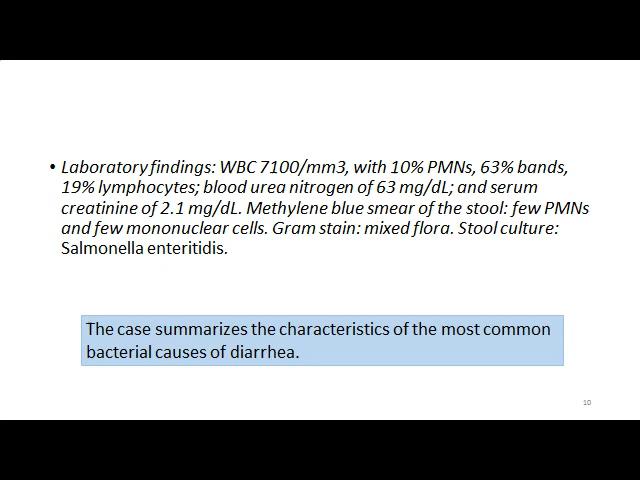 • Laboratory findings: WBC 7100/mm3, with 10% PMNs, 63% bands,
19% lymphocytes; blood urea nitrogen of 63 mg/dL; and serum
creatinine of 2.1 mg/dL. Methylene blue smear of the stool: few PMNs
and few mononuclear cells. Gram stain: mixed flora. Stool culture:
Salmonella enteritidis.
The case summarizes the characteristics of the most common
bacterial causes of diarrhea.
10